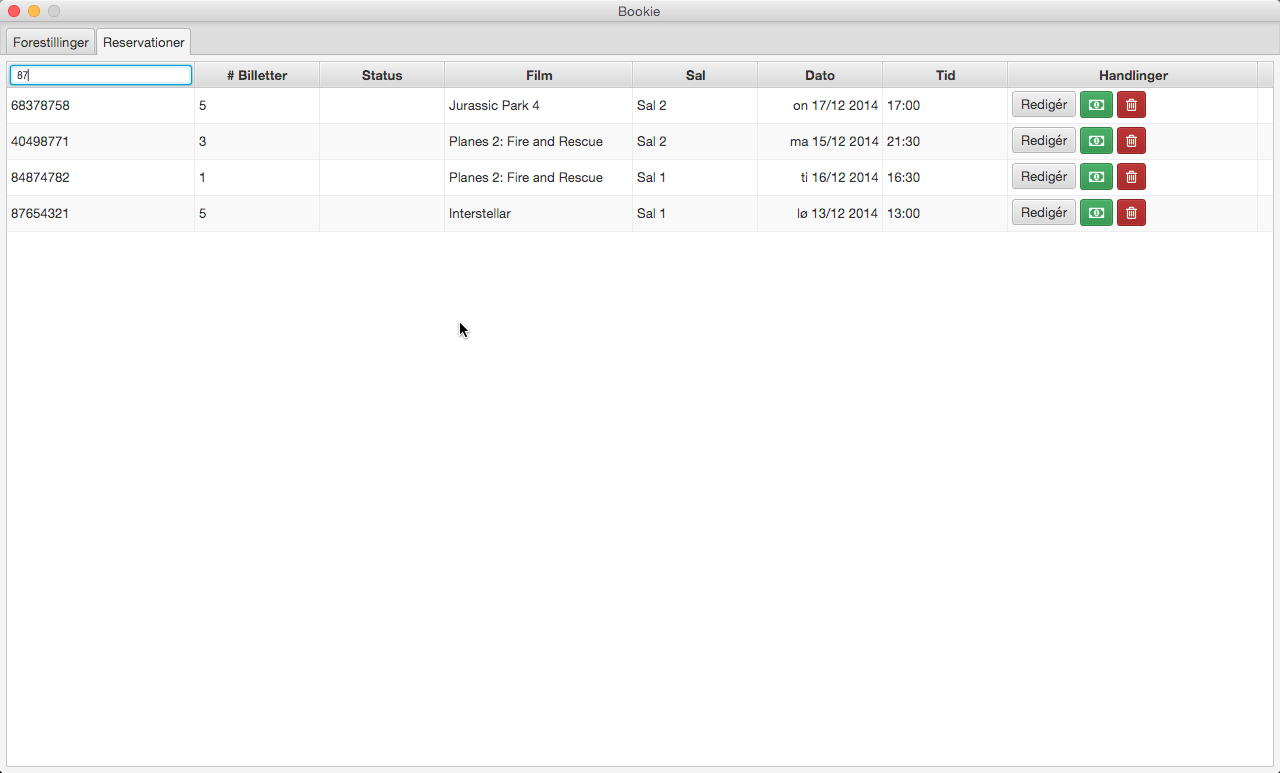 Bookie
Forestillinger Reservationer
87 # Billetter Status Film Sal Dato Tid Handlinger
68378758 5 Jurassic Park 4 Sal 2 on 17/12 2014 17:00 Redigér
40498771 3 Planes 2: Fire and Rescue Sal 2 ma 15/12 2014 21:30 Redigér
84874782 1 Planes 2: Fire and Rescue Sal 1 ti 16/12 2014 16:30 Redigér
87654321 5 Interstellar Sal 1 lø 13/12 2014 13:00 Redigér